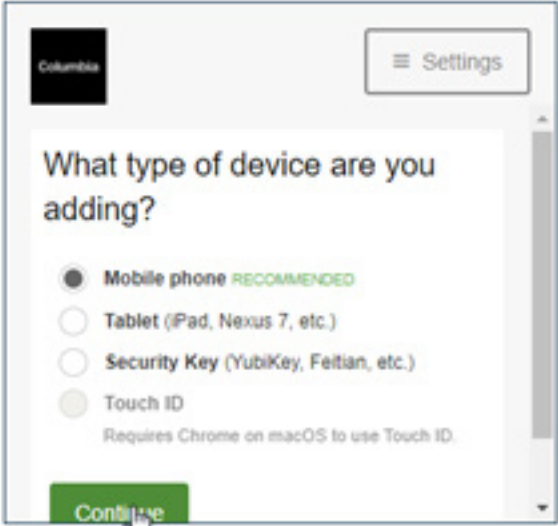 Columbia
≡ Settings
What type of device are you
adding?
Mobile phone RECOMMENDED
Tablet (iPad, Nexus 7, etc.)
Security Key (YubiKey, Feitian, etc.)
Touch ID
Requires Chrome on macOS to use Touch ID.
Continue